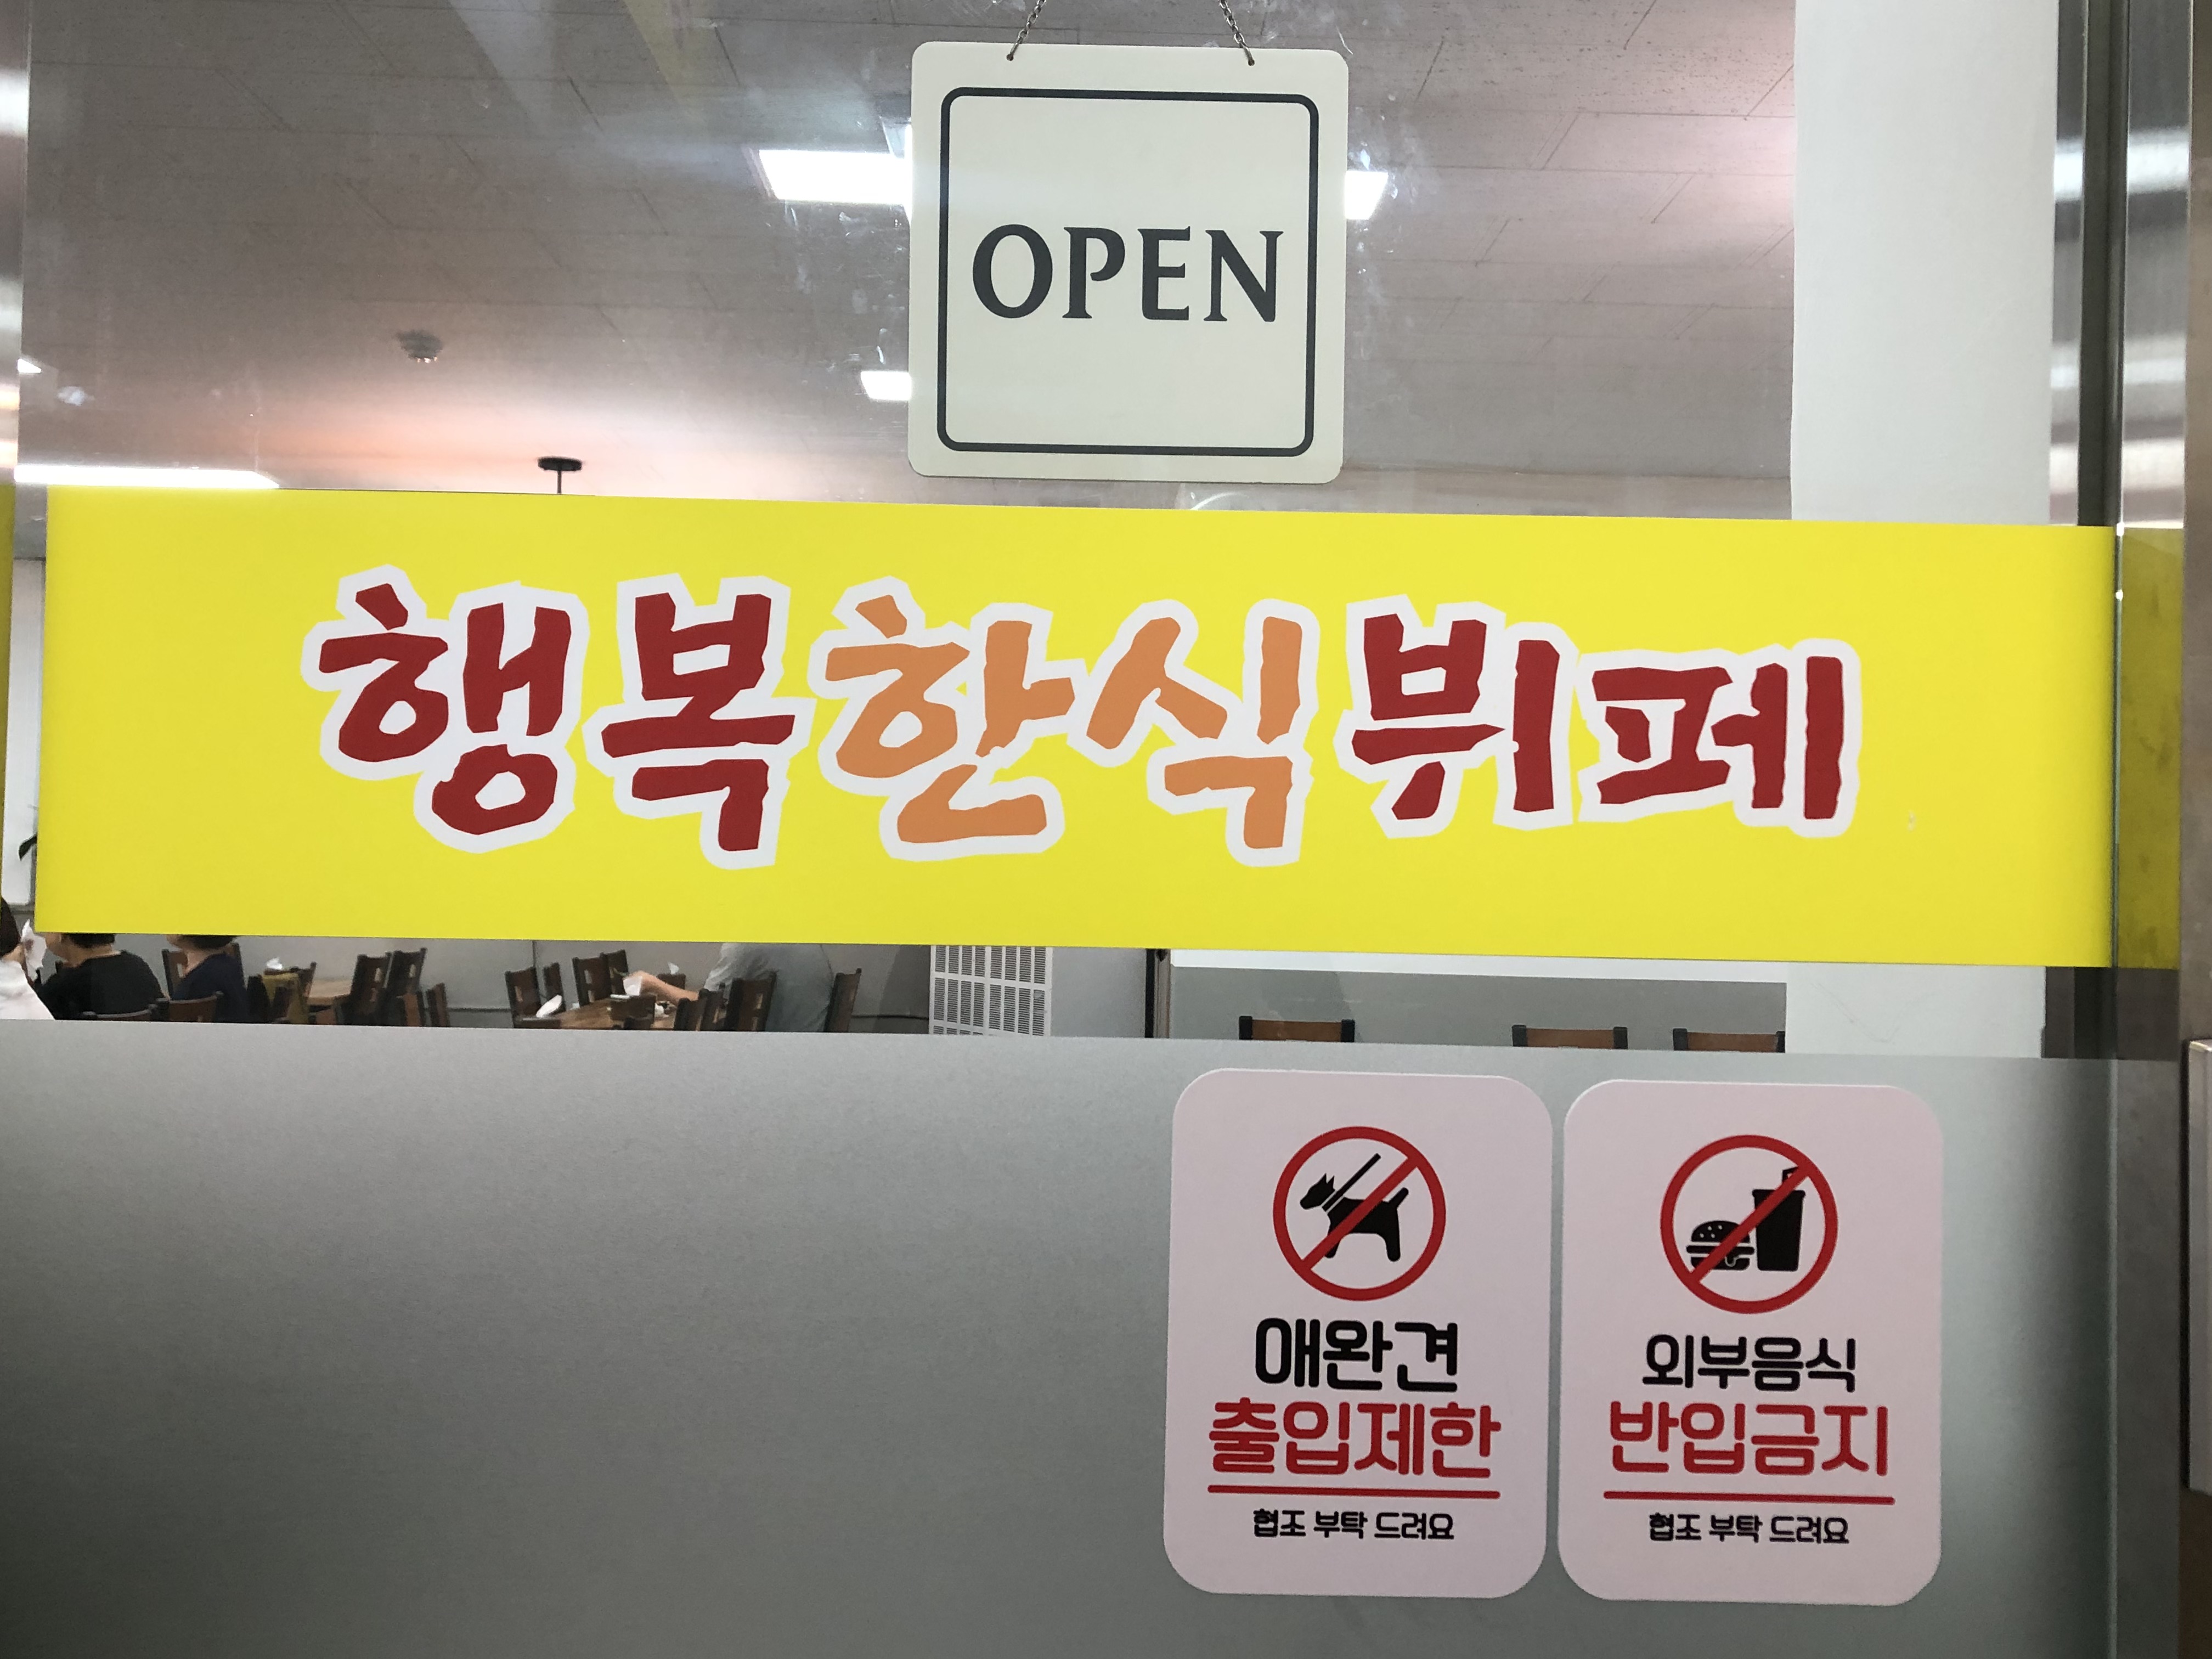 OPEN
행복한식뷔페
애완견
출입제한
협조 부탁 드려요
외부음식
반입금지
협조 부탁 드려요